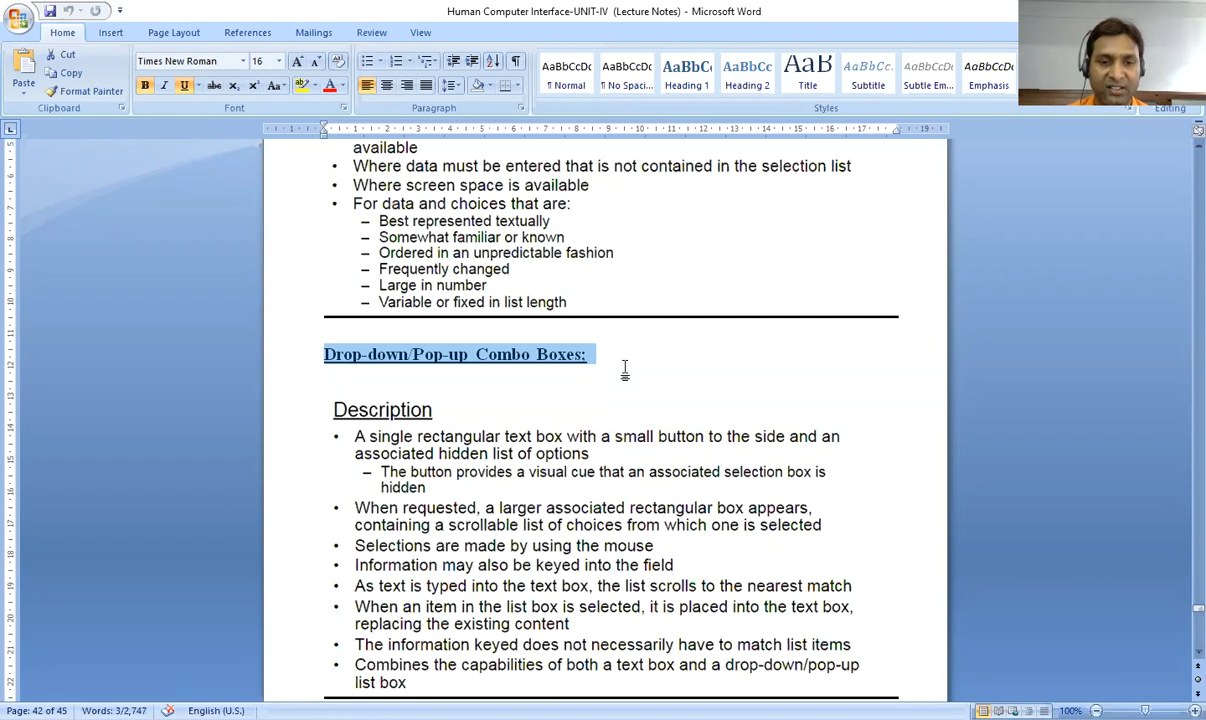 Human Computer Interface-UNIT-IV (Lecture Notes) - Microsoft Word
Home Insert Page Layout References Mailings Review View
Paste Cut Copy Format Painter
Times New Roman 16
AaBbCcDc AaBbCcDc AaBbC AaBbCc AaB AaBbCc. AaBbCcDc AaBbCcDc
¶ Normal ¶ No Spaci... Heading 1 Heading 2 Title Subtitle Subtle Em... Emphasis
Clipboard Font Paragraph Styles Editing
available
• Where data must be entered that is not contained in the selection list
• Where screen space is available
• For data and choices that are:
– Best represented textually
– Somewhat familiar or known
– Ordered in an unpredictable fashion
– Frequently changed
– Large in number
– Variable or fixed in list length
Drop-down/Pop-up Combo Boxes:
Description
• A single rectangular text box with a small button to the side and an
associated hidden list of options
– The button provides a visual cue that an associated selection box is
hidden
• When requested, a larger associated rectangular box appears,
containing a scrollable list of choices from which one is selected
• Selections are made by using the mouse
• Information may also be keyed into the field
• As text is typed into the text box, the list scrolls to the nearest match
• When an item in the list box is selected, it is placed into the text box,
replacing the existing content
• The information keyed does not necessarily have to match list items
• Combines the capabilities of both a text box and a drop-down/pop-up
list box
Page: 42 of 45 Words: 3/2,747 English (U.S.) 100%